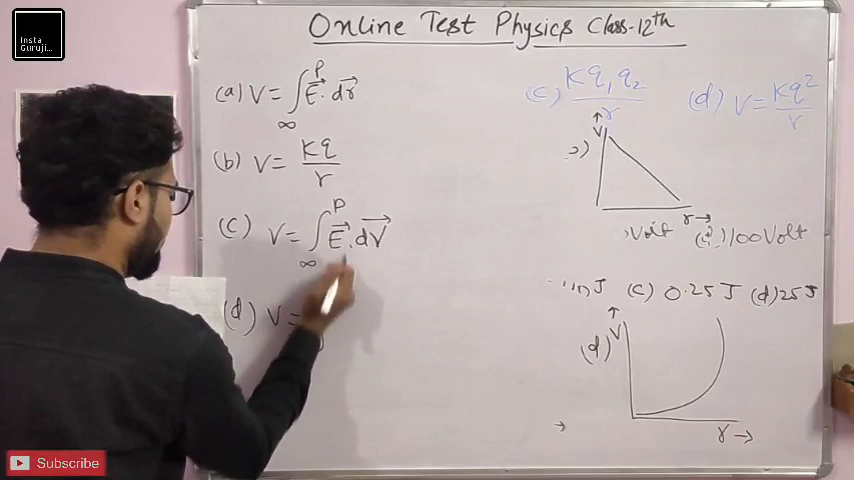 Insta
Guruji...
Online Test Physics Class-12th
(a) V = ∫∞^P E⃗. dr⃗
(b) V = Kq/r
(c) V = ∫∞^P E⃗. dV⃗
(d) V =
(c) Kq₁q₂/r (d) V = Kq²/r
V
r→
Volt 100 Volt
J (c) 0.25 J (d) 25 J
(d) V
r→
Subscribe